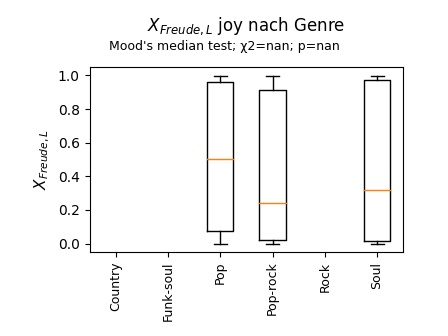 X_{Freude, L} joy nach Genre
Mood's median test; χ2=nan; p=nan
X_{Freude, L}
1.0
0.8
0.6
0.4
0.2
0.0
Country
Funk-soul
Pop
Pop-rock
Rock
Soul